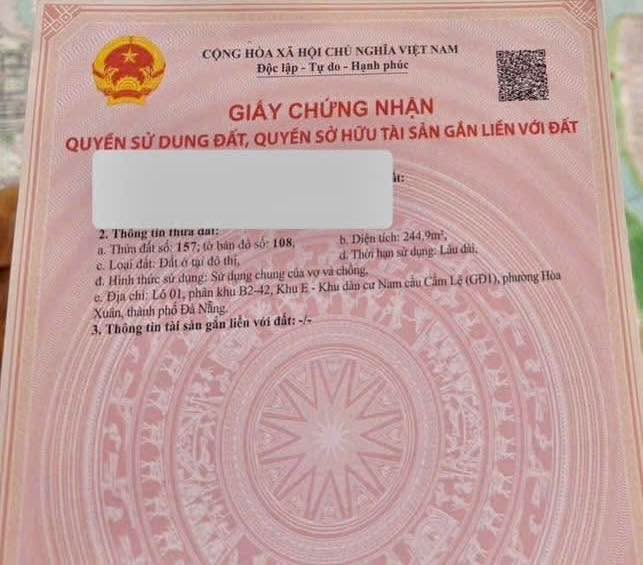 CỘNG HÒA XÃ HỘI CHỦ NGHĨA VIỆT NAM
Độc lập - Tự do - Hạnh phúc
GIẤY CHỨNG NHẬN
QUYỀN SỬ DỤNG ĐẤT, QUYỀN SỞ HỮU TÀI SẢN GẮN LIỀN VỚI ĐẤT
2. Thông tin thửa đất:
a. Thửa đất số: 157; tờ bản đồ số: 108,
b. Diện tích: 244,9m²,
c. Loại đất: Đất ở tại đô thị,
d. Thời hạn sử dụng: Lâu dài,
đ. Hình thức sử dụng: Sử dụng chung của vợ và chồng,
e. Địa chỉ: Lô 01, phân khu B2-42, Khu E - Khu dân cư Nam cầu Cẩm Lệ (GĐ1), phường Hòa
Xuân, thành phố Đà Nẵng.
3. Thông tin tài sản gắn liền với đất: -/-